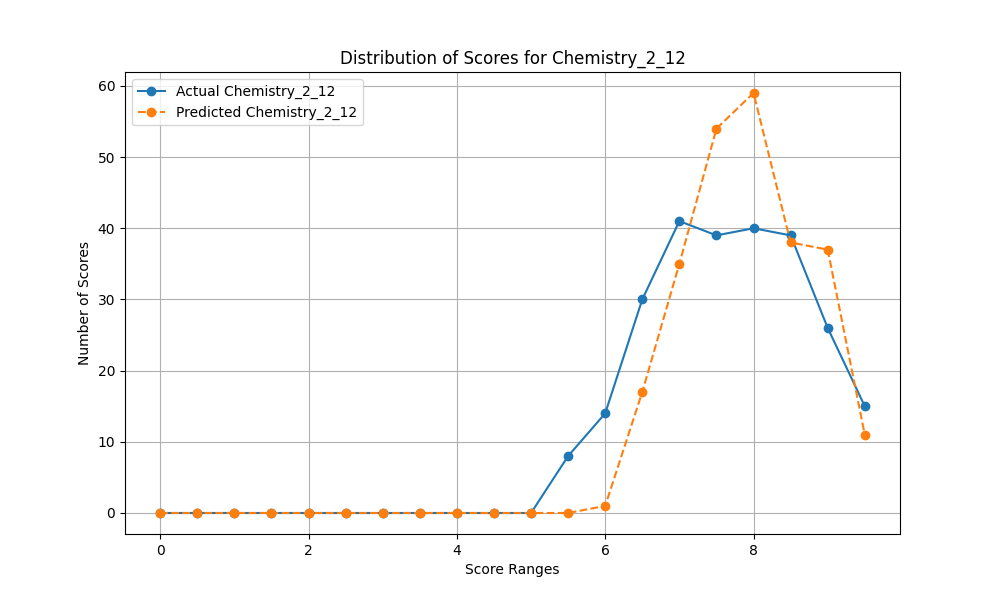 Distribution of Scores for Chemistry_2_12
Actual Chemistry_2_12
Predicted Chemistry_2_12
Number of Scores
60
50
40
30
20
10
0
0 2 4 6 8
Score Ranges